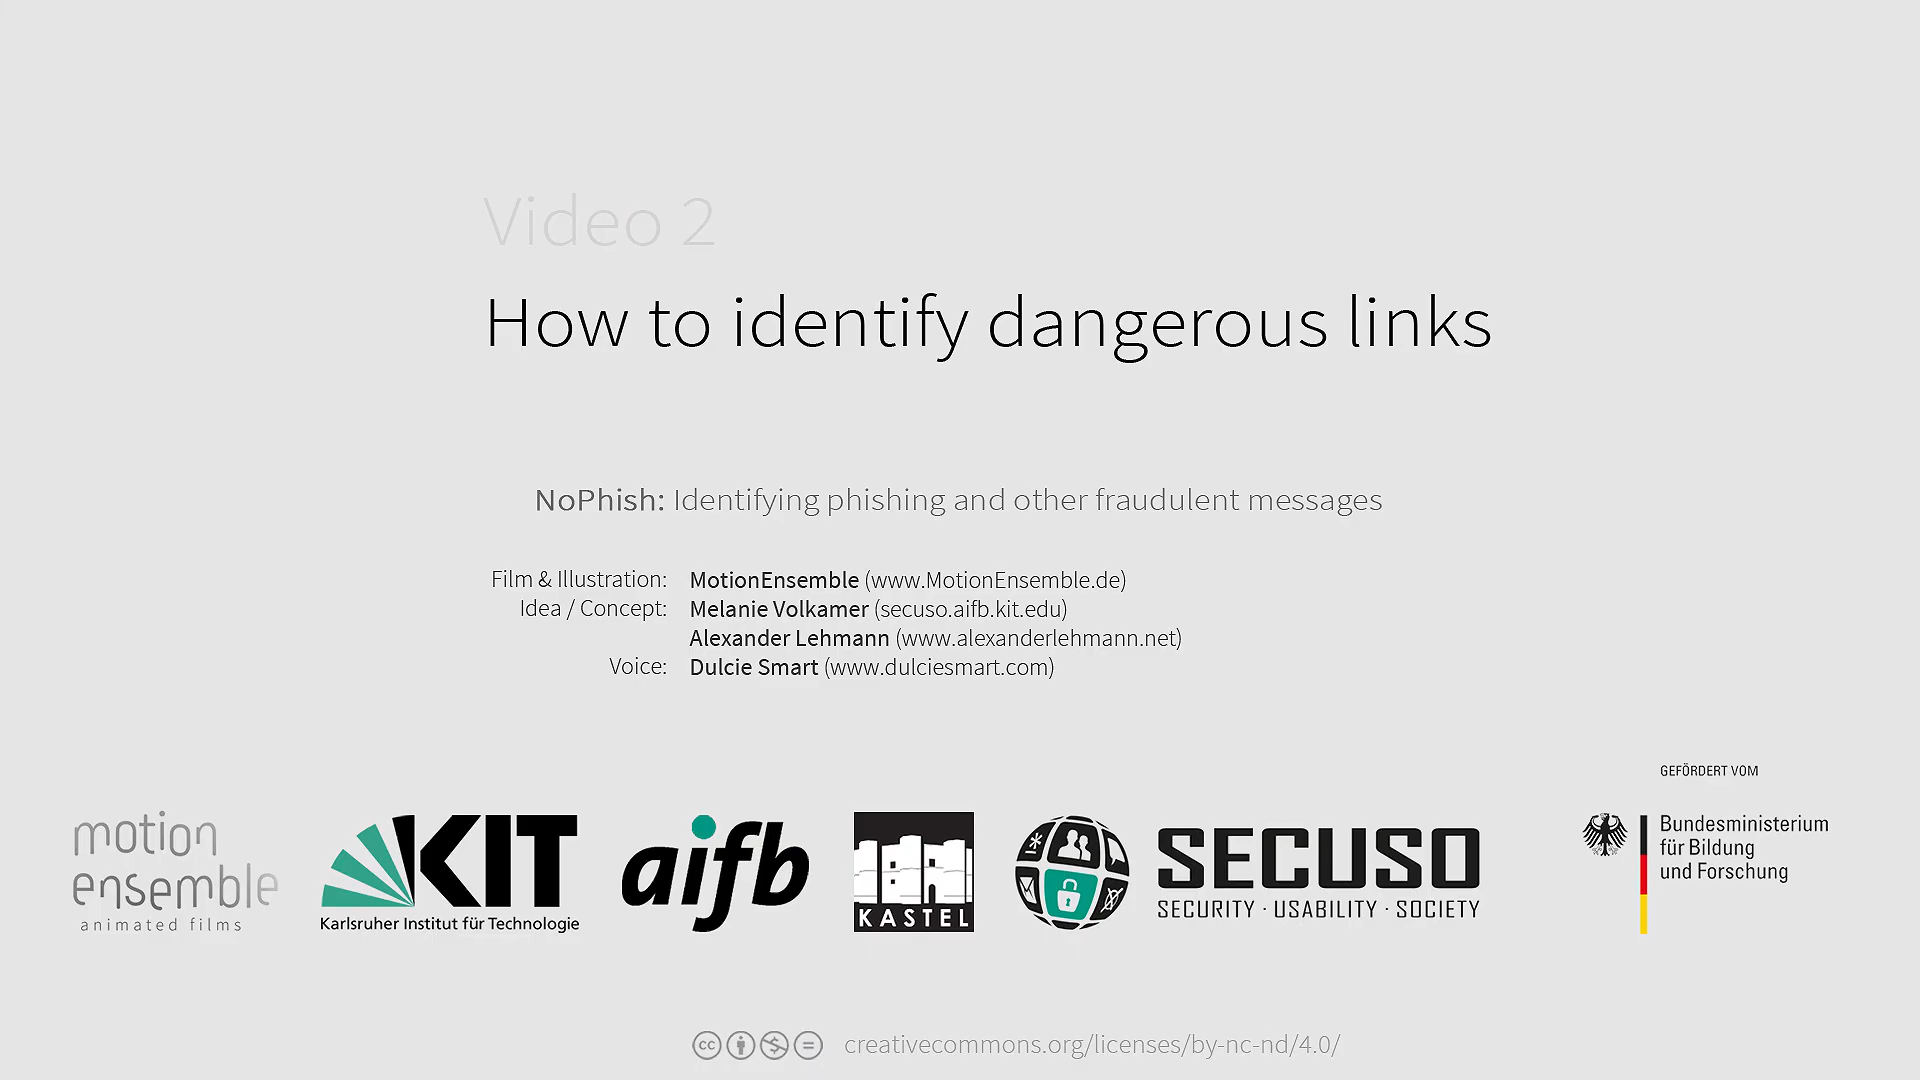 Video 2
How to identify dangerous links
NoPhish: Identifying phishing and other fraudulent messages
Film & Illustration: MotionEnsemble (www.MotionEnsemble.de)
Idea / Concept: Melanie Volkamer (secuso.aifb.kit.edu)
Alexander Lehmann (www.alexanderlehmann.net)
Voice: Dulcie Smart (www.dulciesmart.com)
motion
ensemble
animated films
KIT
Karlsruher Institut für Technologie
aifb
KASTEL
SECUSO
SECURITY · USABILITY · SOCIETY
GEFÖRDERT VOM
Bundesministerium
für Bildung
und Forschung
cc creativecommons.org/licenses/by-nc-nd/4.0/